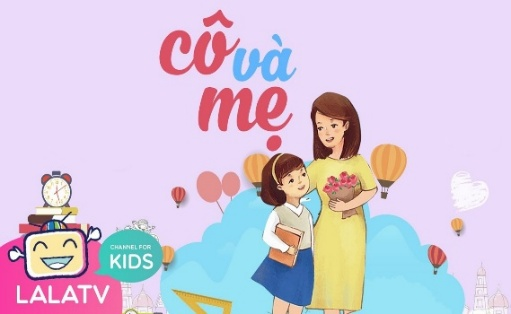 cô và
mẹ
CHANNEL FOR
KIDS
LALATV